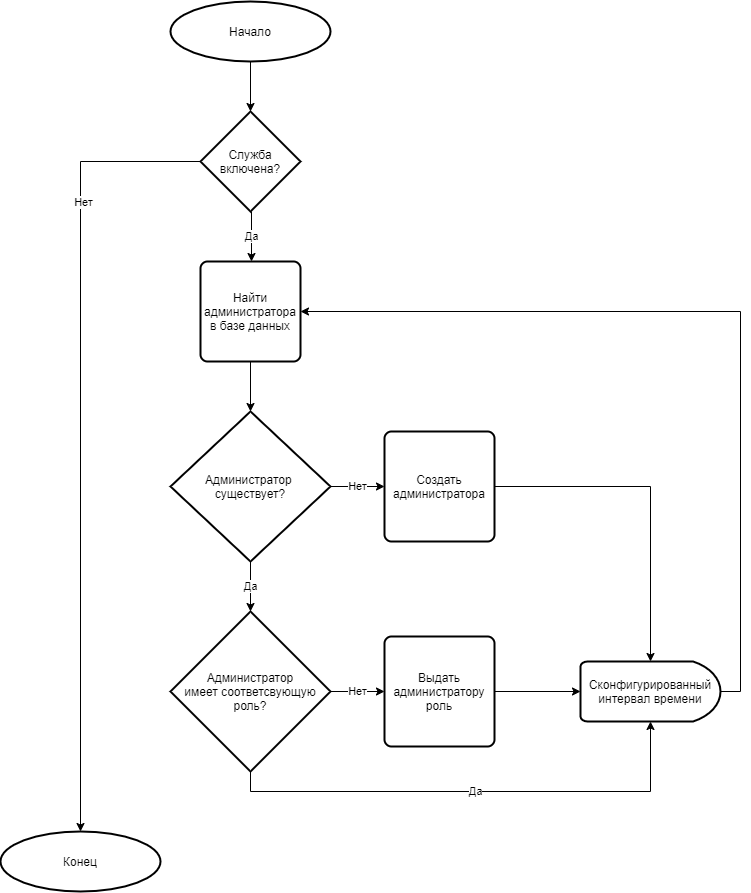 Начало
Служба
включена?
Нет
Да
Найти
администратора
в базе данных
Администратор
существует?
Нет
Создать
администратора
Да
Администратор
имеет соответсвующую
роль?
Нет
Выдать
администратору
роль
Сконфигурированный
интервал времени
Да
Конец